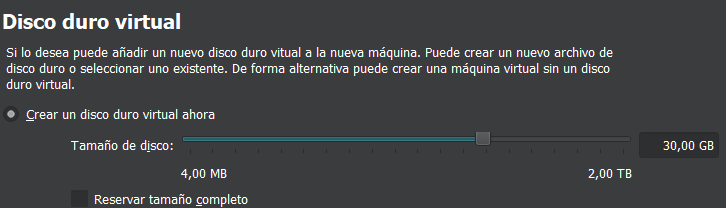 Disco duro virtual
Si lo desea puede añadir un nuevo disco duro vitual a la nueva máquina. Puede crear un nuevo archivo de
disco duro o seleccionar uno existente. De forma alternativa puede crear una máquina virtual sin un disco
duro virtual.
Crear un disco duro virtual ahora
Tamaño de disco:
30,00 GB
4,00 MB
2,00 TB
Reservar tamaño completo